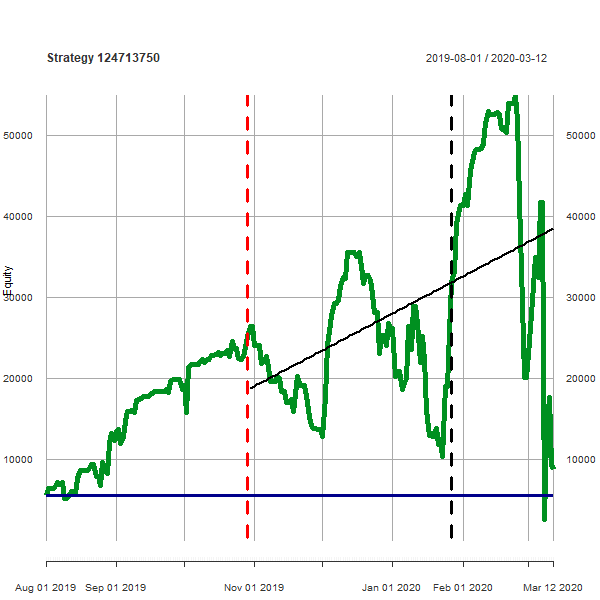 Strategy 124713750
2019-08-01 / 2020-03-12
50000
50000
40000
40000
Equity
30000
30000
20000
20000
10000
10000
Aug 01 2019
Sep 01 2019
Nov 01 2019
Jan 01 2020
Feb 01 2020
Mar 12 2020